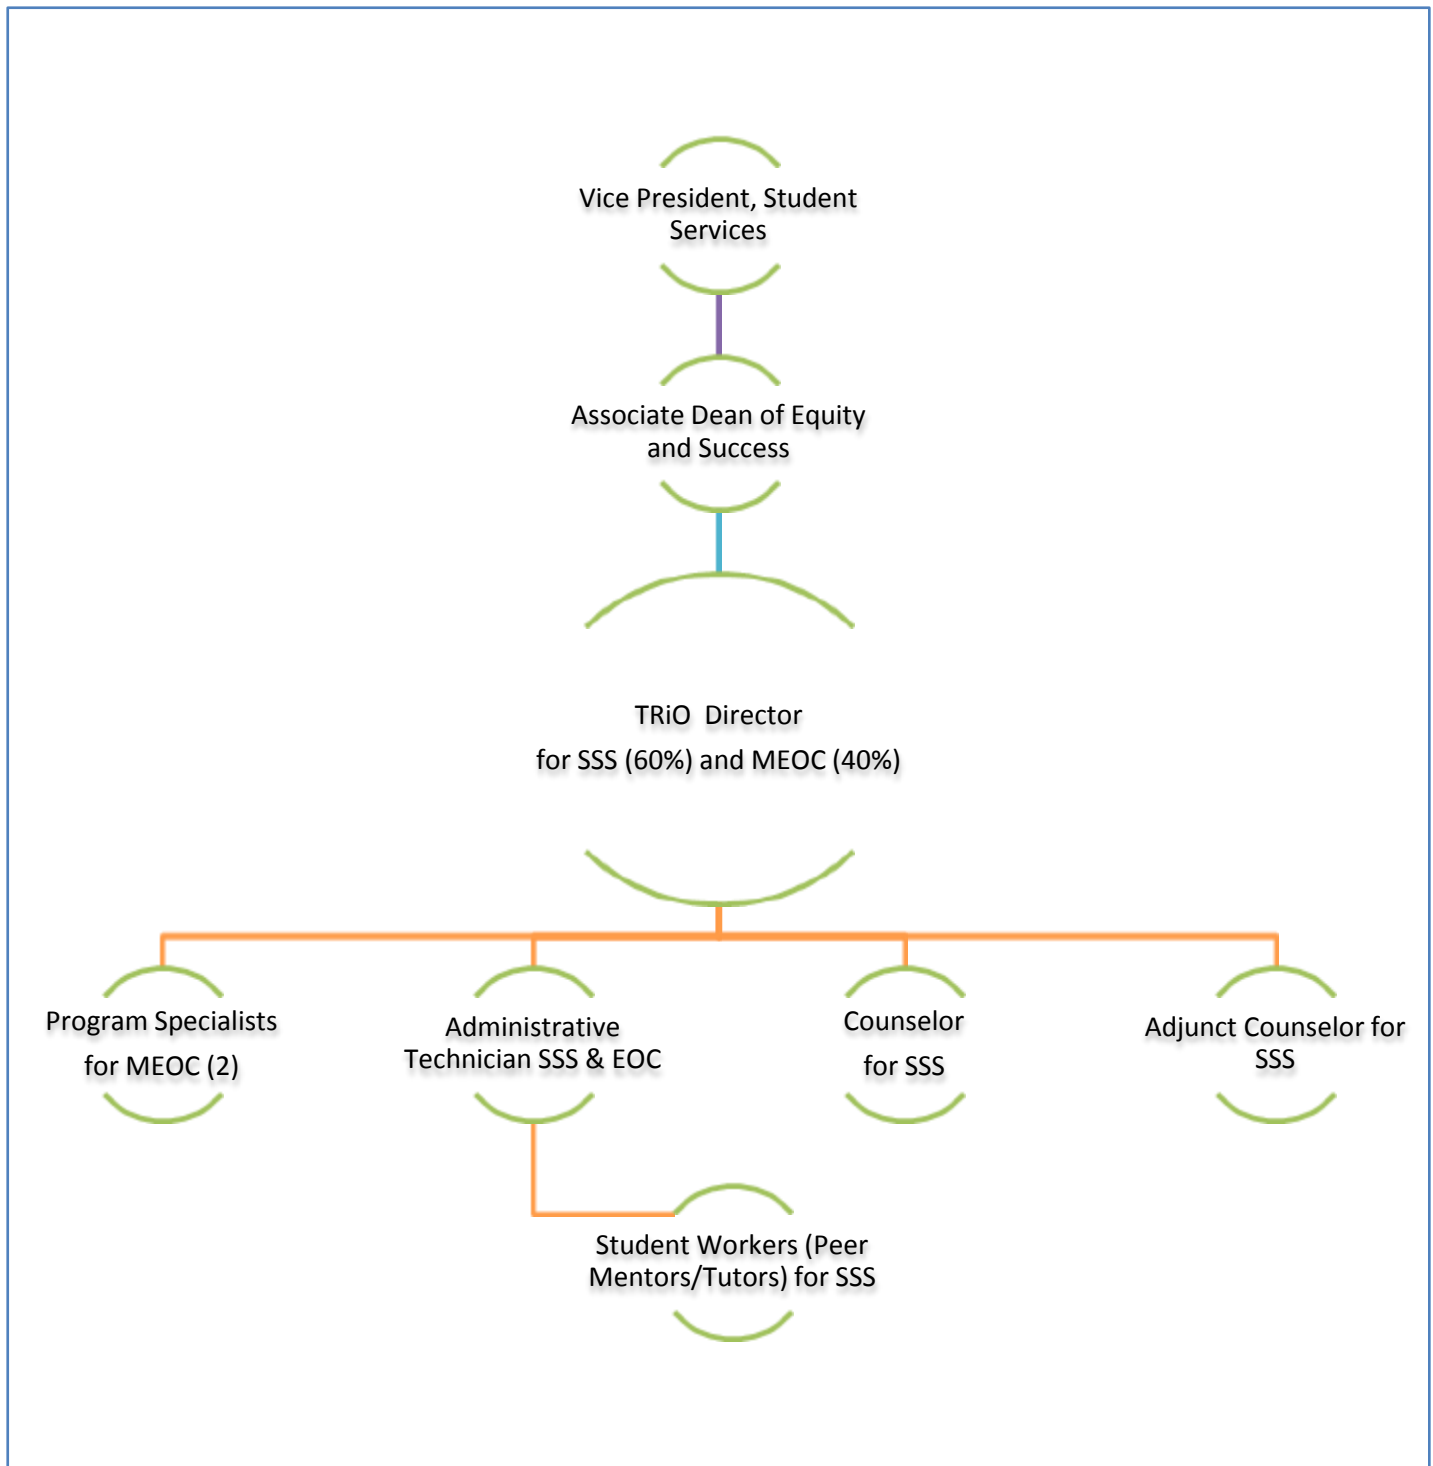 Vice President, Student
Services
Associate Dean of Equity
and Success
TRiO  Director
for SSS (60%) and MEOC (40%)
Program Specialists
for MEOC (2)
Administrative
Technician SSS & EOC
Counselor
for SSS
Adjunct Counselor for
SSS
Student Workers (Peer
Mentors/Tutors) for SSS